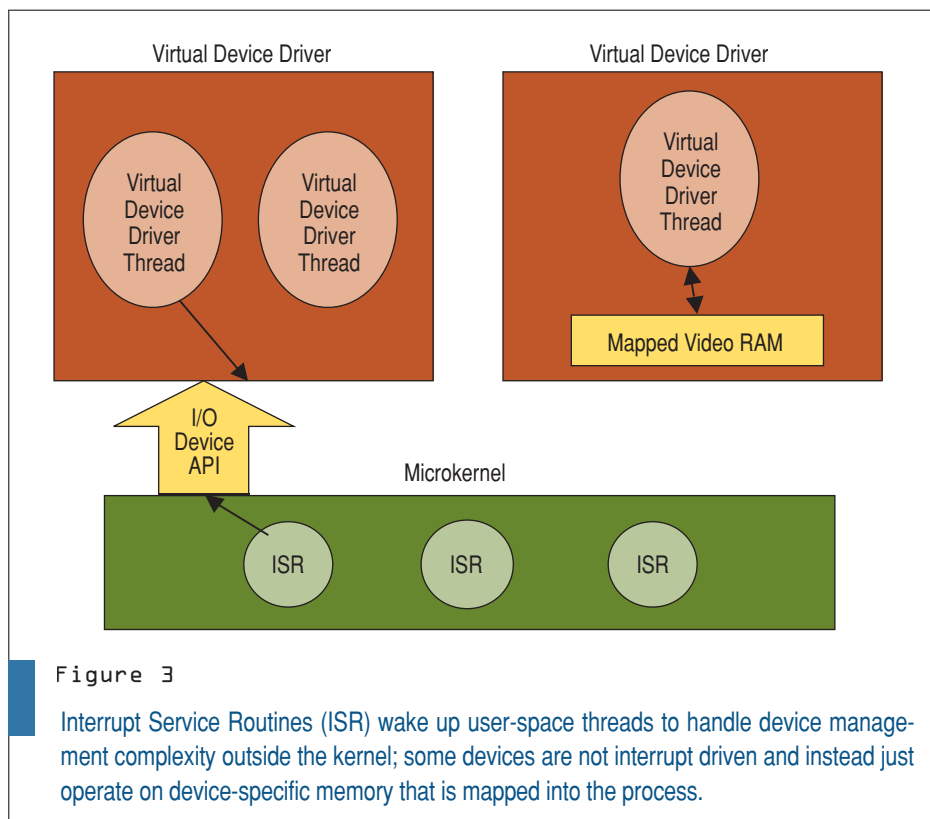 Virtual Device Driver
Virtual Device Driver
Virtual
Device
Driver
Thread
Virtual
Device
Driver
Thread
Virtual
Device
Driver
Thread
Mapped Video RAM
I/O
Device
API
Microkernel
ISR
ISR
ISR
Figure 3
Interrupt Service Routines (ISR) wake up user-space threads to handle device manage-
ment complexity outside the kernel; some devices are not interrupt driven and instead just
operate on device-specific memory that is mapped into the process.